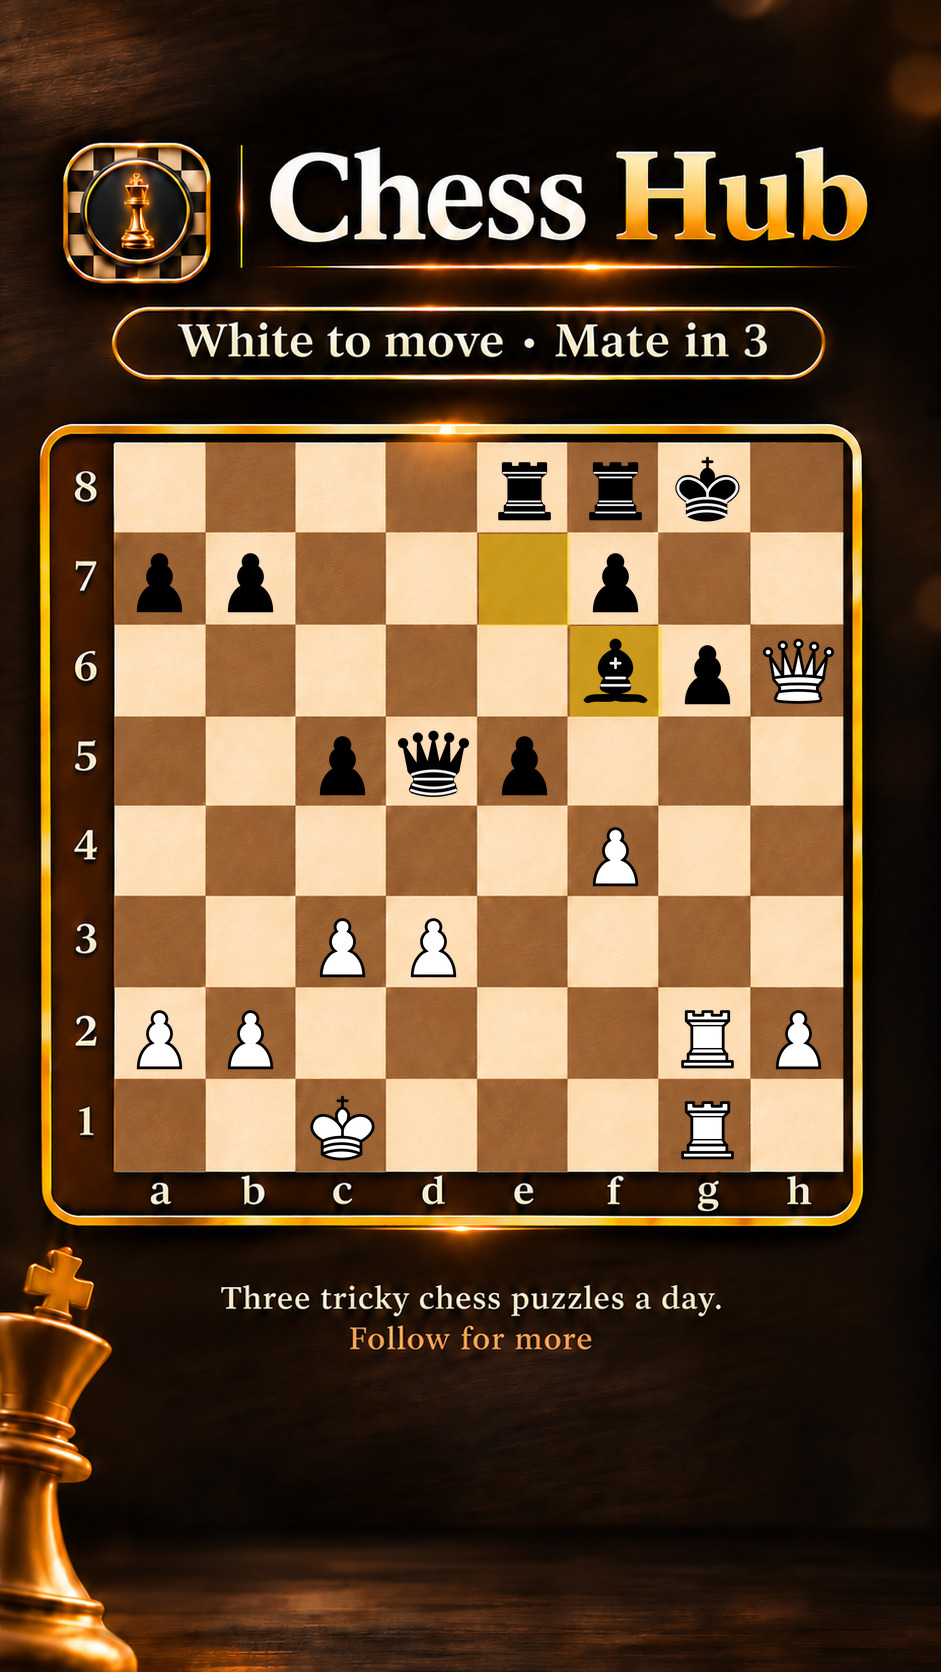 Chess Hub
White to move • Mate in 3
8
7
6
5
4
3
2
1
a b c d e f g h
Three tricky chess puzzles a day.
Follow for more